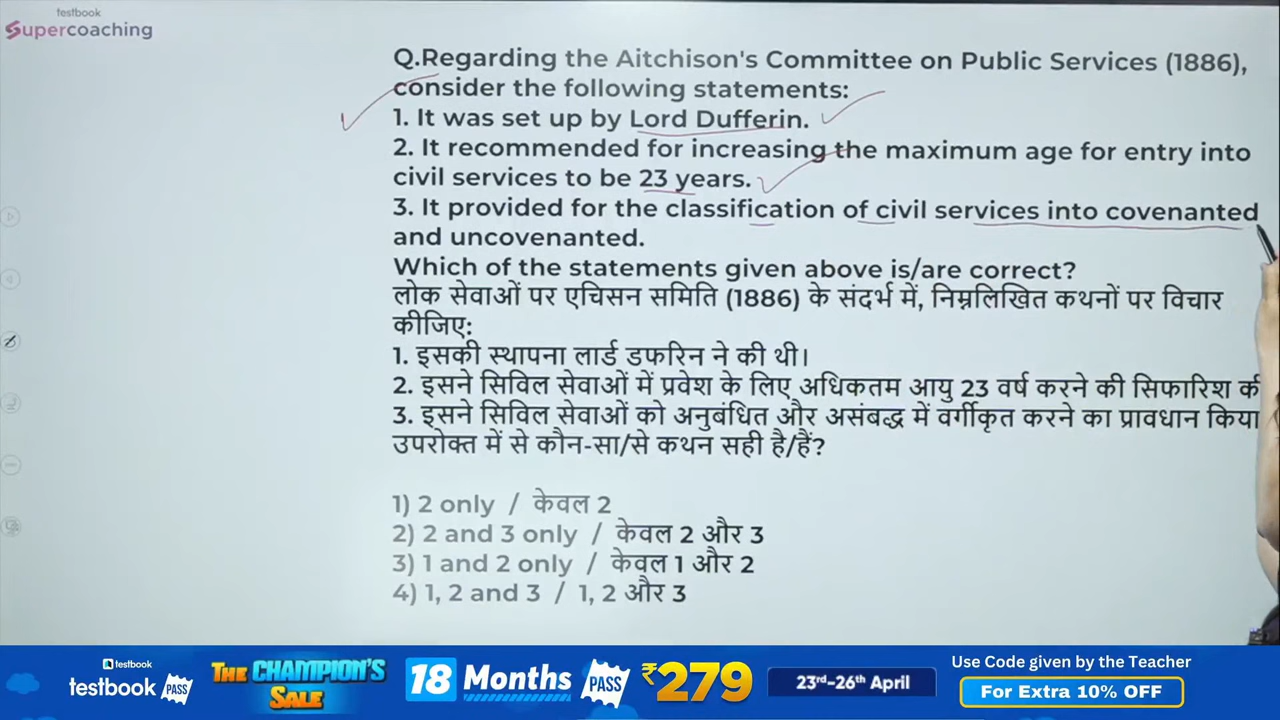 testbook
Supercoaching
Q.Regarding the Aitchison's Committee on Public Services (1886),
consider the following statements:
1. It was set up by Lord Dufferin.
2. It recommended for increasing the maximum age for entry into
civil services to be 23 years.
3. It provided for the classification of civil services into covenanted
and uncovenanted.
Which of the statements given above is/are correct?
लोक सेवाओं पर एचिसन समिति (1886) के संदर्भ में, निम्नलिखित कथनों पर विचार
कीजिए:
1. इसकी स्थापना लार्ड डफरिन ने की थी।
2. इसने सिविल सेवाओं में प्रवेश के लिए अधिकतम आयु 23 वर्ष करने की सिफारिश की
3. इसने सिविल सेवाओं को अनुबंधित और असंबद्ध में वर्गीकृत करने का प्रावधान किया
उपरोक्त में से कौन-सा/से कथन सही है/हैं?
1) 2 only / केवल 2
2) 2 and 3 only / केवल 2 और 3
3) 1 and 2 only / केवल 1 और 2
4) 1, 2 and 3 / 1, 2 और 3
testbook
testbook PASS
THE CHAMPION'S SALE
18 Months PASS ₹279
23rd-26th April
Use Code given by the Teacher
For Extra 10% OFF